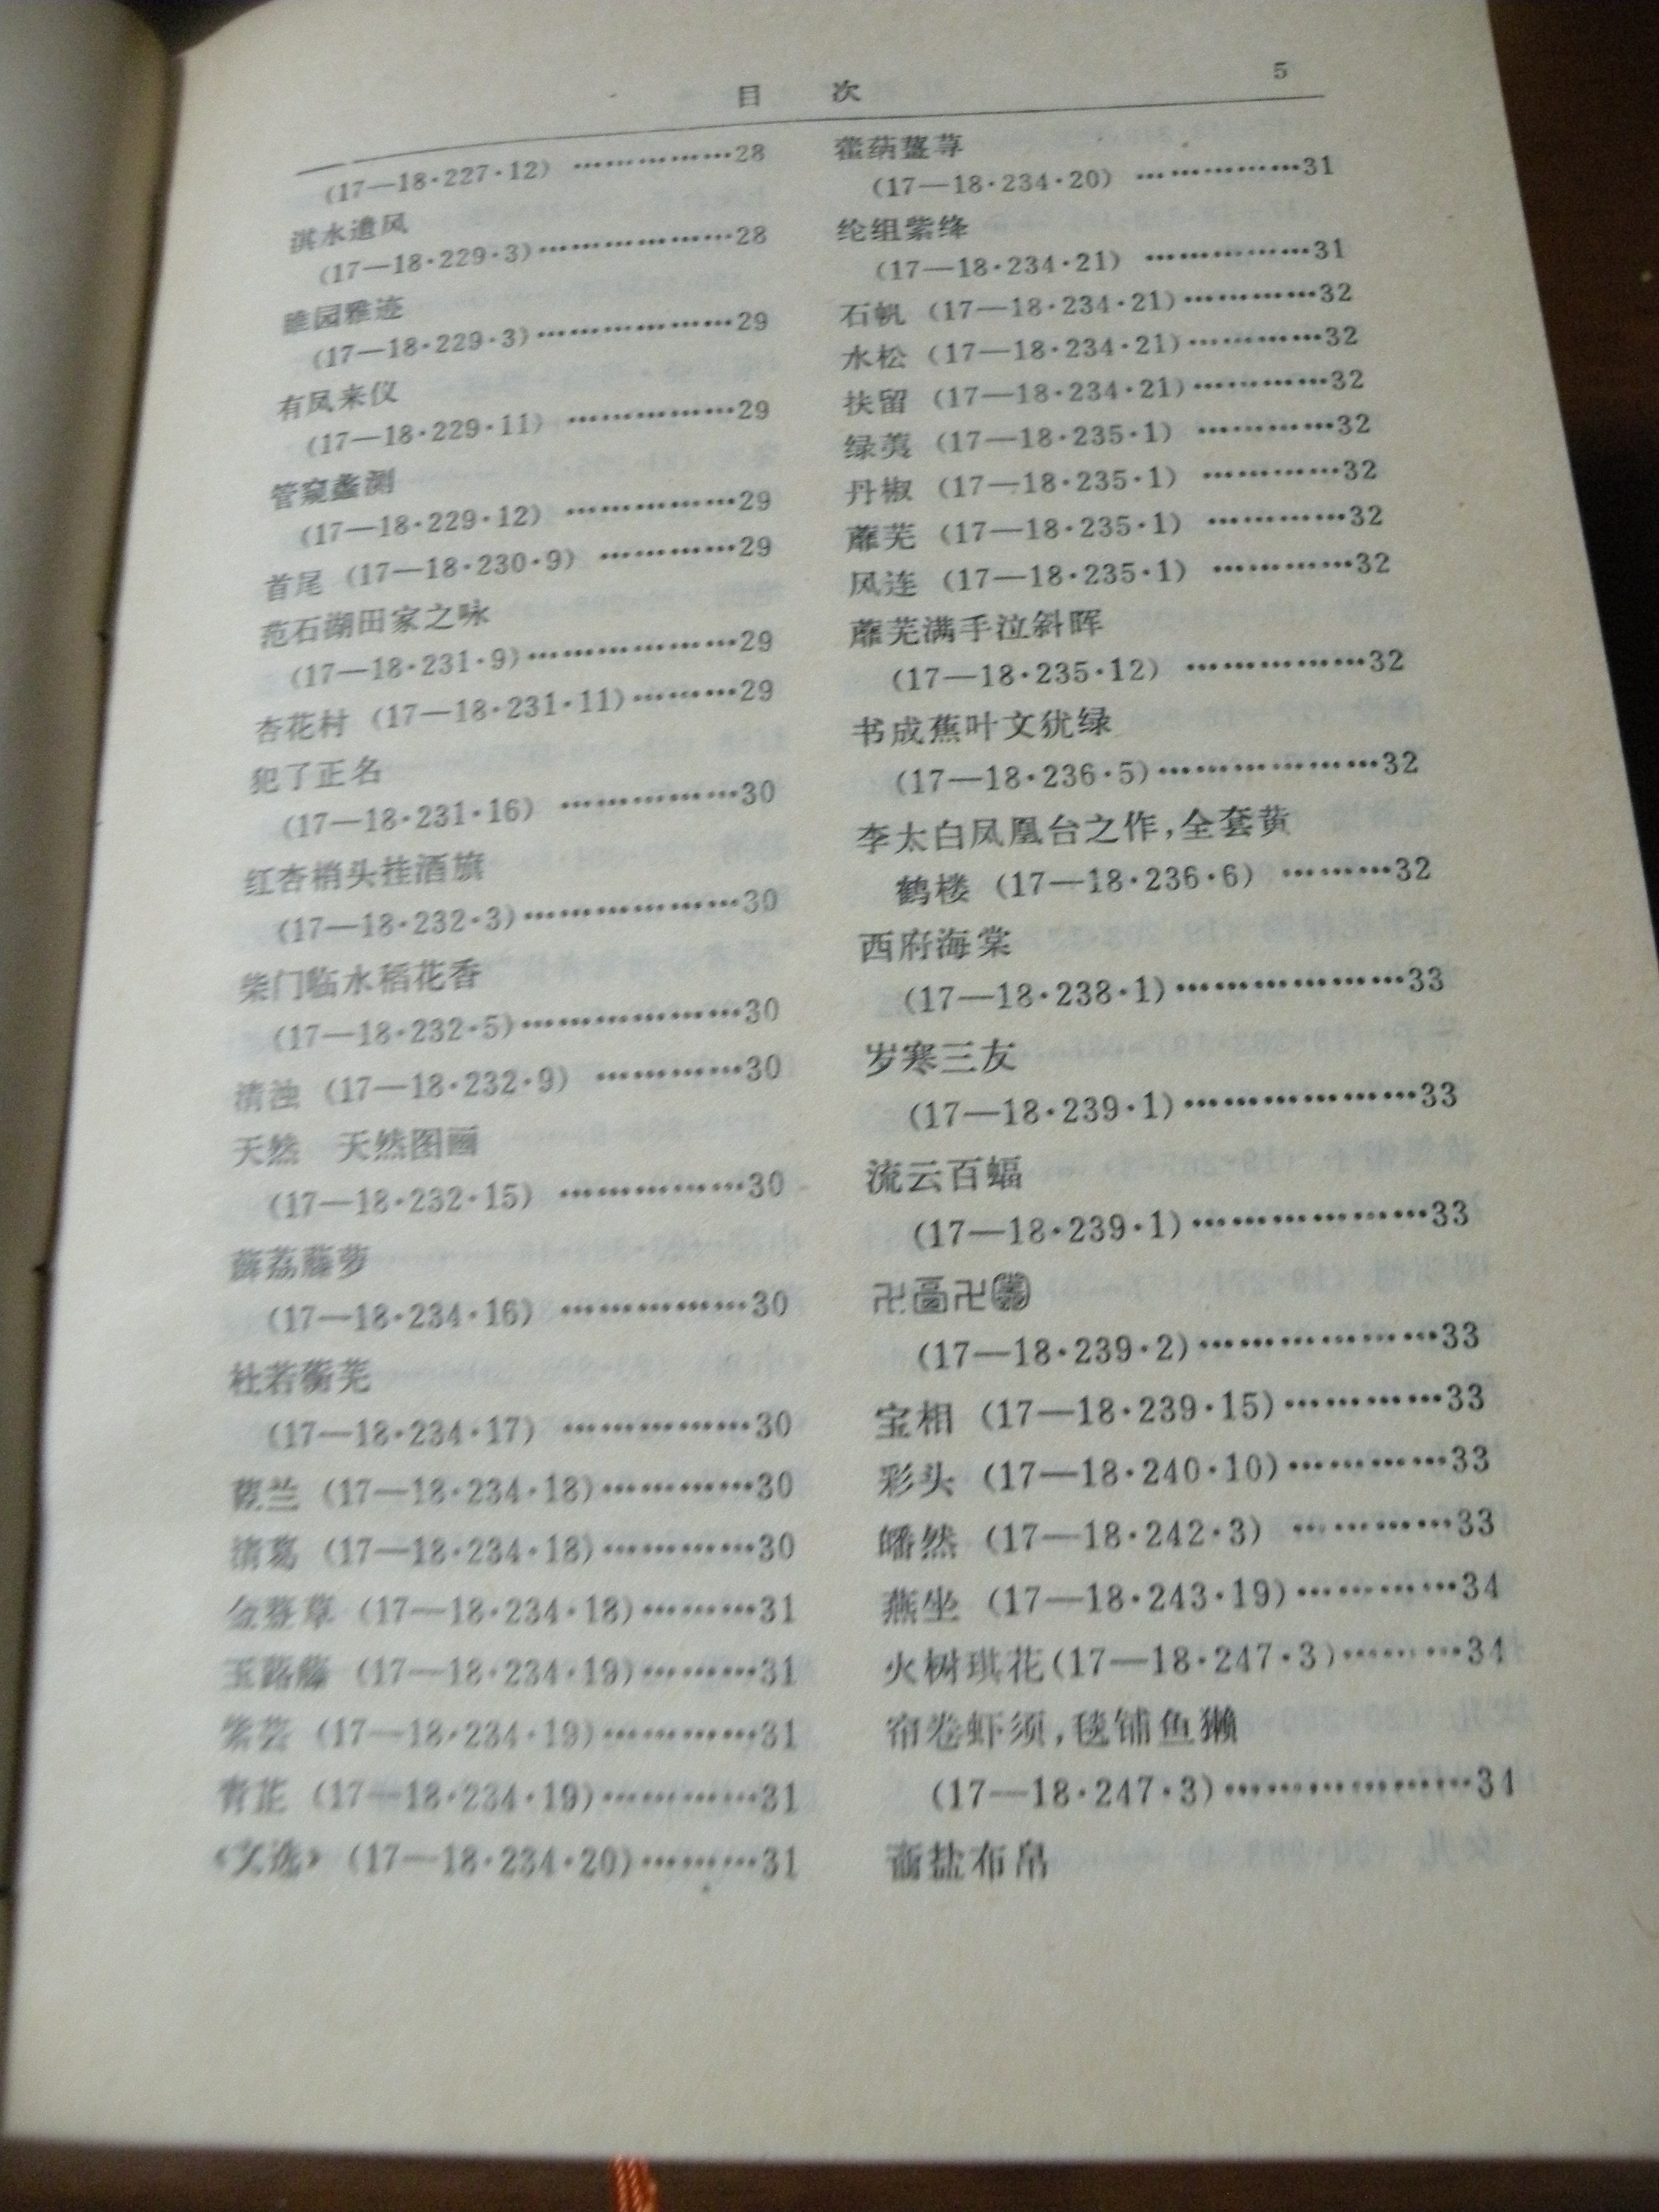 目 次
5
(17—18·227·12) ……………28
淇水遗风
(17—18·229·3)………………28
睢园雅迹
(17—18·229·3)………………29
有凤来仪
(17—18·229·11) ……………29
管窥蠡测
(17—18·229·12) ……………29
首尾 (17—18·230·9) …………29
范石湖田家之咏
(17—18·231·9)………………29
杏花村 (17—18·231·11)………29
犯了正名
(17—18·231·16) ……………30
红杏梢头挂酒旗
(17—18·232·3)………………30
柴门临水稻花香
(17—18·232·5)………………30
清浊 (17—18·232·9) …………30
天然 天然图画
(17—18·232·15) ……………30
薜荔藤萝
(17—18·234·16) ……………30
杜若蘅芜
(17—18·234·17) ……………30
茝兰 (17—18·234·18)…………30
清葛 (17—18·234·18)…………30
金䔲草 (17—18·234·18)………31
玉蕗藤 (17—18·234·19)………31
紫芸 (17—18·234·19)…………31
青芷 (17—18·234·19)…………31
《文选》 (17—18·234·20)………31
藿蒳薑荨
(17—18·234·20) ……………31
纶组紫绛
(17—18·234·21) ……………31
石帆 (17—18·234·21)…………32
水松 (17—18·234·21)…………32
扶留 (17—18·234·21)…………32
绿荑 (17—18·235·1) …………32
丹椒 (17—18·235·1) …………32
蘼芜 (17—18·235·1) …………32
风连 (17—18·235·1) …………32
蘼芜满手泣斜晖
(17—18·235·12) ……………32
书成蕉叶文犹绿
(17—18·236·5)………………32
李太白凤凰台之作,全套黄
鹤楼 (17—18·236·6) ………32
西府海棠
(17—18·238·1)………………33
岁寒三友
(17—18·239·1)………………33
流云百蝠
(17—18·239·1)………………33
卍 卍
(17—18·239·2)………………33
宝相 (17—18·239·15)…………33
彩头 (17—18·240·10)…………33
皤然 (17—18·242·3) …………33
燕坐 (17—18·243·19)…………34
火树琪花(17—18·247·3)………34
帘卷虾须,毯铺鱼獭
(17—18·247·3)………………34
啇盐布帛